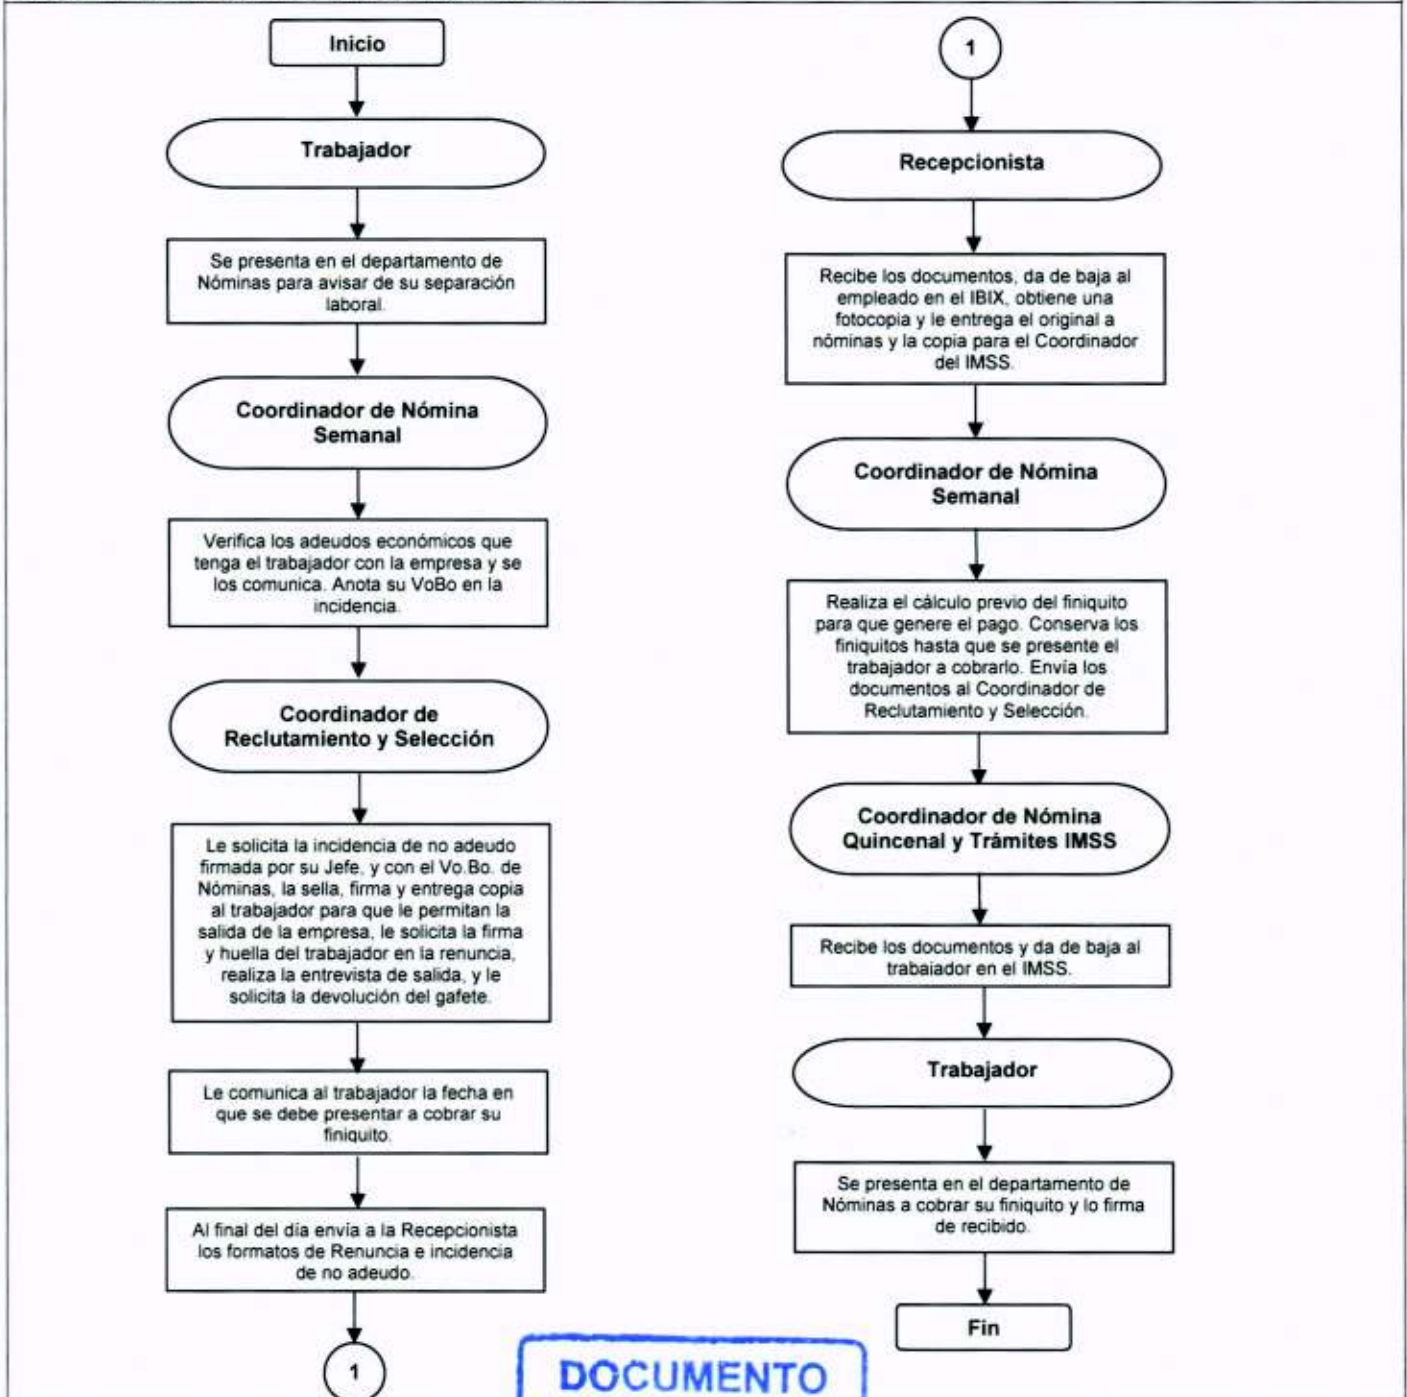 Inicio
Trabajador
Se presenta en el departamento de
Nóminas para avisar de su separación
laboral.
Coordinador de Nómina
Semanal
Verifica los adeudos económicos que
tenga el trabajador con la empresa y se
los comunica. Anota su VoBo en la
incidencia.
Coordinador de
Reclutamiento y Selección
Le solicita la incidencia de no adeudo
firmada por su Jefe, y con el Vo.Bo. de
Nóminas, la sella, firma y entrega copia
al trabajador para que le permitan la
salida de la empresa, le solicita la firma
y huella del trabajador en la renuncia,
realiza la entrevista de salida, y le
solicita la devolución del gafete.
Le comunica al trabajador la fecha en
que se debe presentar a cobrar su
finiquito.
Al final del día envía a la Recepcionista
los formatos de Renuncia e incidencia
de no adeudo.
1
1
Recepcionista
Recibe los documentos, da de baja al
empleado en el IBIX, obtiene una
fotocopia y le entrega el original a
nóminas y la copia para el Coordinador
del IMSS.
Coordinador de Nómina
Semanal
Realiza el cálculo previo del finiquito
para que genere el pago. Conserva los
finiquitos hasta que se presente el
trabajador a cobrarlo. Envía los
documentos al Coordinador de
Reclutamiento y Selección.
Coordinador de Nómina
Quincenal y Trámites IMSS
Recibe los documentos y da de baja al
trabajador en el IMSS.
Trabajador
Se presenta en el departamento de
Nóminas a cobrar su finiquito y lo firma
de recibido.
Fin
DOCUMENTO